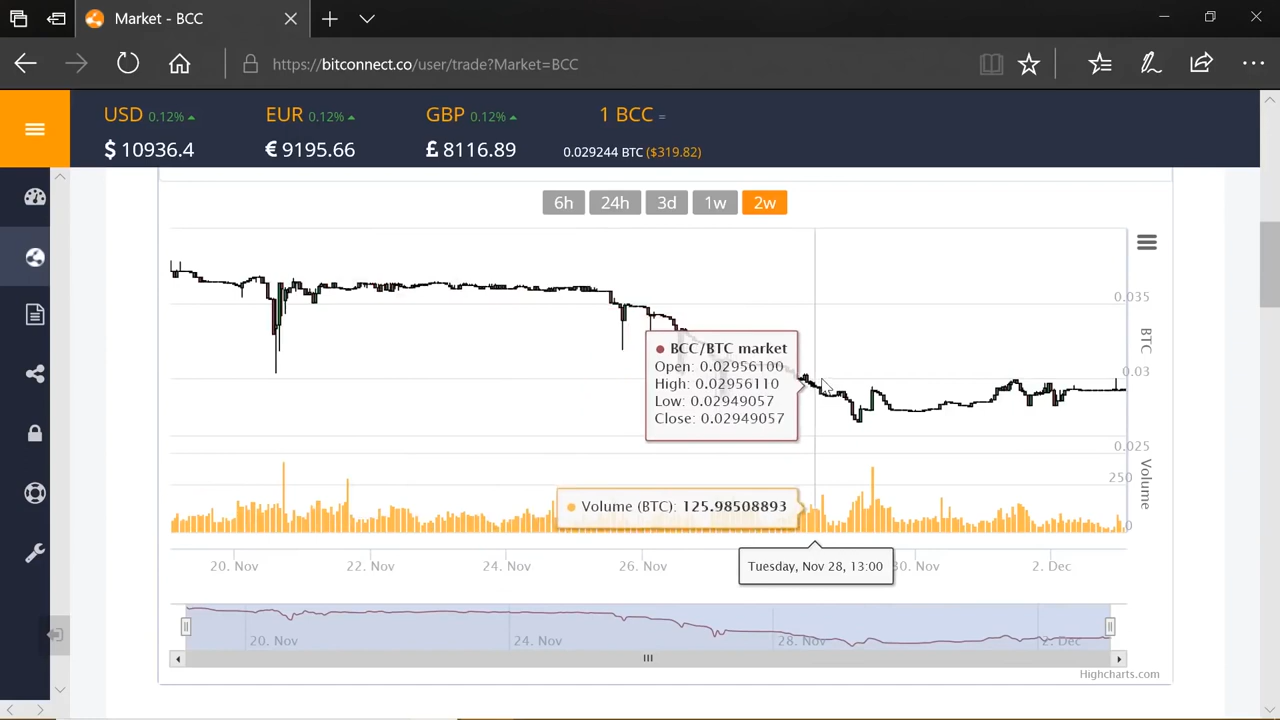 Market - BCC
https://bitconnect.co/user/trade?Market=BCC
USD 0.12% EUR 0.12% GBP 0.12% 1 BCC =
$ 10936.4 € 9195.66 £ 8116.89 0.029244 BTC ($319.82)
6h 24h 3d 1w 2w
0.035
BTC
BCC/BTC market
Open: 0.02956100
High: 0.02956110
Low: 0.02949057
Close: 0.02949057
0.03
0.025
250
Volume
Volume (BTC): 125.98508893
0
Tuesday, Nov 28, 13:00
20. Nov 22. Nov 24. Nov 26. Nov 30. Nov 2. Dec
20. Nov 24. Nov 28. Nov 2. Dec
Highcharts.com